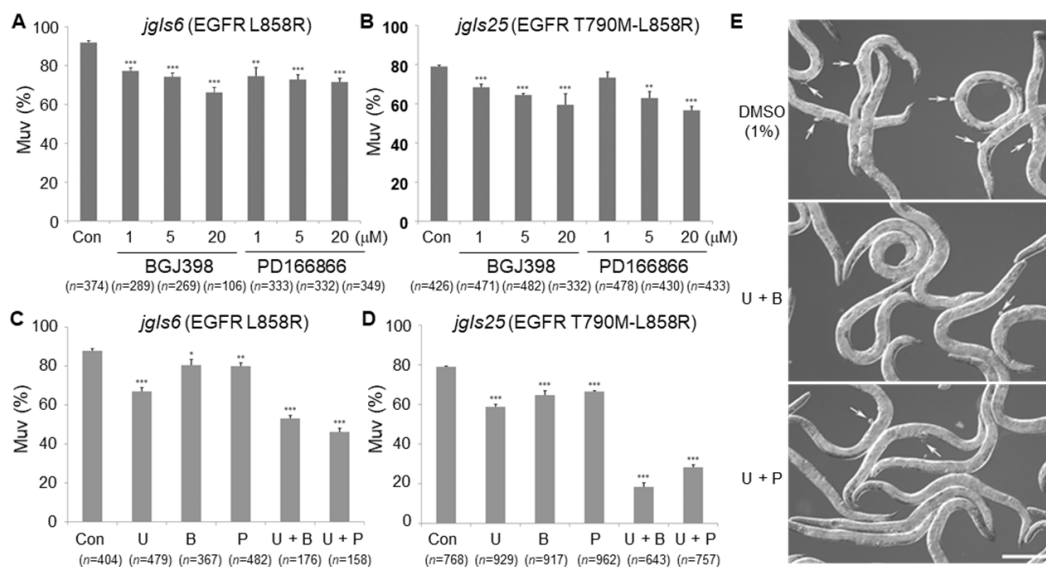 A jgIs6 (EGFR L858R)
Muv (%)
100
80
60
40
20
0
*** *** *** ** *** ***
Con 1 5 20 1 5 20 (μM)
BGJ398 PD166866
(n=374) (n=289) (n=269) (n=106) (n=333) (n=332) (n=349)
B jgIs25 (EGFR T790M-L858R)
Muv (%)
100
80
60
40
20
0
*** *** *** ** ***
Con 1 5 20 1 5 20 (μM)
BGJ398 PD166866
(n=426) (n=471) (n=482) (n=332) (n=478) (n=430) (n=433)
C jgIs6 (EGFR L858R)
Muv (%)
100
80
60
40
20
0
*** * ** *** ***
Con U B P U + B U + P
(n=404) (n=479) (n=367) (n=482) (n=176) (n=158)
D jgIs25 (EGFR T790M-L858R)
Muv (%)
100
80
60
40
20
0
*** *** *** *** ***
Con U B P U + B U + P
(n=768) (n=929) (n=917) (n=962) (n=643) (n=757)
E
DMSO
(1%)
U + B
U + P